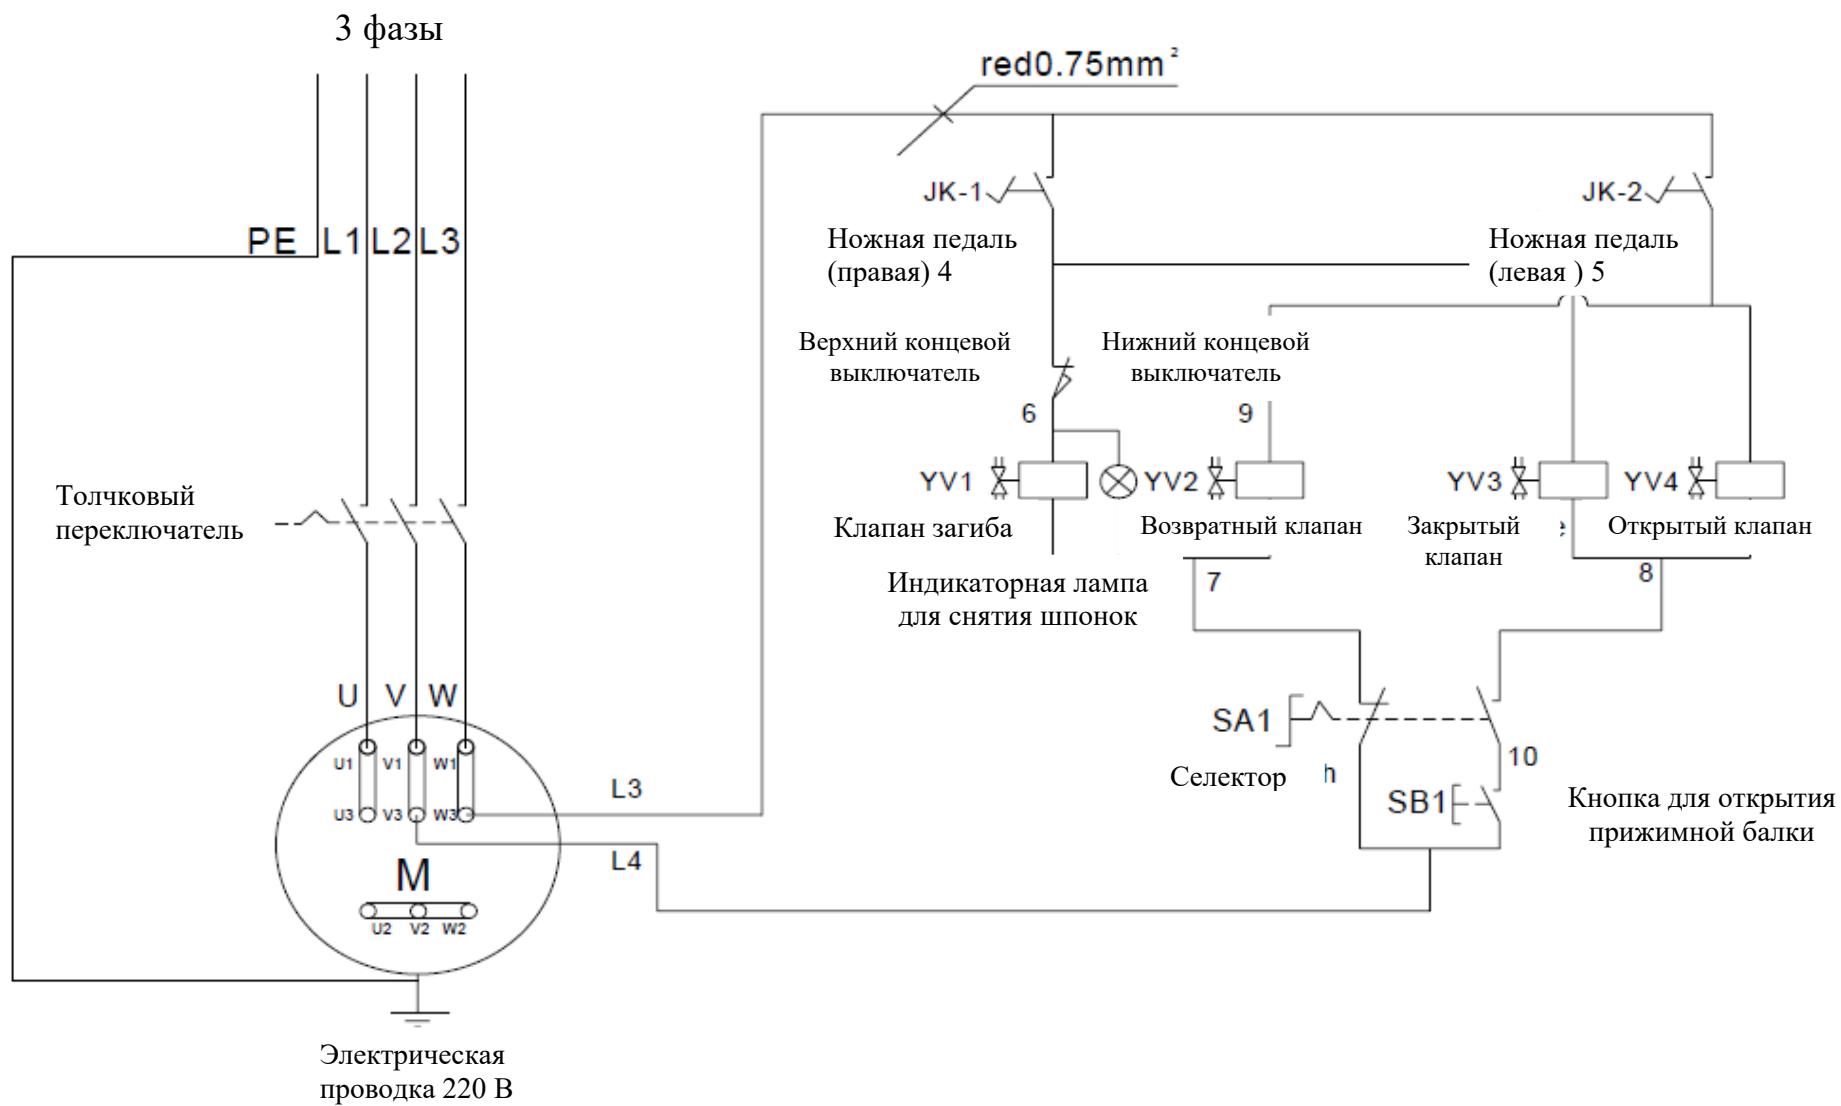 3 фазы
red0.75mm²
JK-1
JK-2
PE L1 L2 L3
Ножная педаль
(правая) 4
Ножная педаль
(левая ) 5
Верхний концевой
выключатель
Нижний концевой
выключатель
6
9
YV1
YV2
YV3
YV4
Толчковый
переключатель
Клапан загиба
Возвратный клапан
Закрытый
клапан
e
Открытый клапан
Индикаторная лампа
для снятия шпонок
7
8
U V W
SA1
Селектор
h
10
U1 V1 W1
L3
SB1
Кнопка для открытия
прижимной балки
U3 V3 W3
L4
M
U2 V2 W2
Электрическая
проводка 220 В